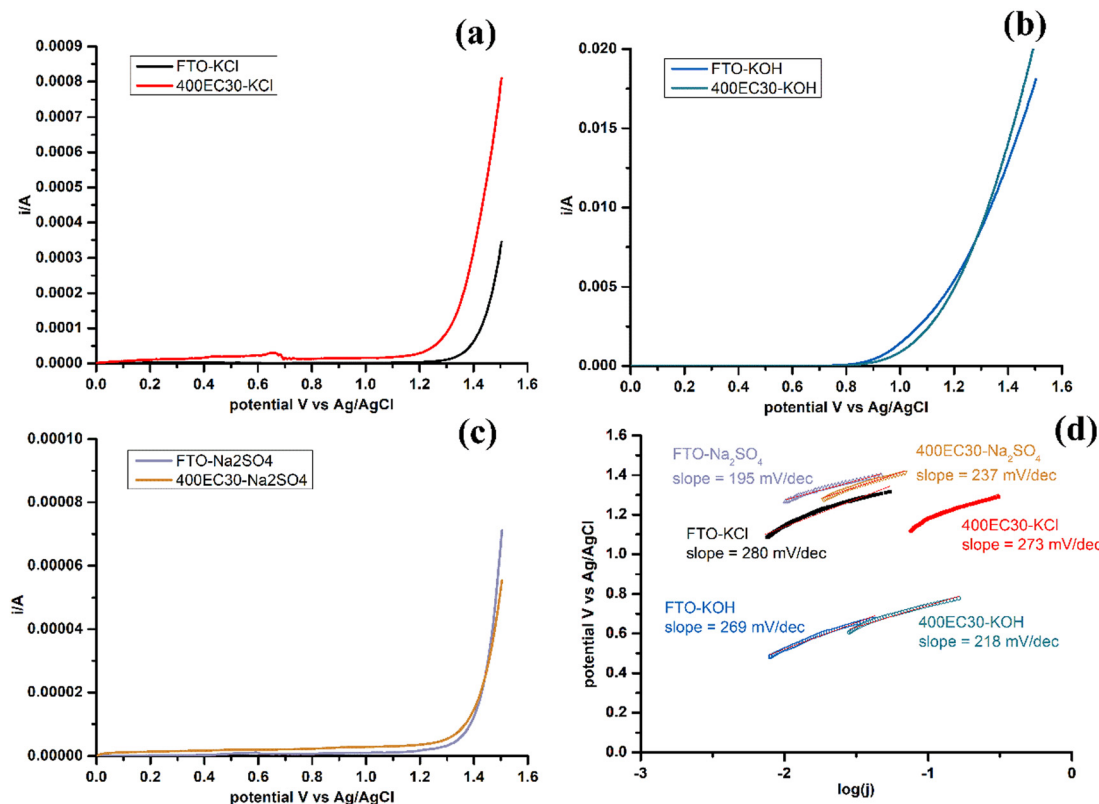 (a)
FTO-KCl
400EC30-KCl
0.0009
0.0008
0.0007
0.0006
0.0005
0.0004
0.0003
0.0002
0.0001
0.0000
i/A
0.0 0.2 0.4 0.6 0.8 1.0 1.2 1.4 1.6
potential V vs Ag/AgCl
(b)
FTO-KOH
400EC30-KOH
0.020
0.015
0.010
0.005
0.000
i/A
0.0 0.2 0.4 0.6 0.8 1.0 1.2 1.4 1.6
potential V vs Ag/AgCl
(c)
FTO-Na2SO4
400EC30-Na2SO4
0.00010
0.00008
0.00006
0.00004
0.00002
0.00000
i/A
0.0 0.2 0.4 0.6 0.8 1.0 1.2 1.4 1.6
potential V vs Ag/AgCl
(d)
FTO-Na₂SO₄
slope = 195 mV/dec
400EC30-Na₂SO₄
slope = 237 mV/dec
FTO-KCl
slope = 280 mV/dec
400EC30-KCl
slope = 273 mV/dec
FTO-KOH
slope = 269 mV/dec
400EC30-KOH
slope = 218 mV/dec
1.6
1.4
1.2
1.0
0.8
0.6
0.4
0.2
0.0
potential V vs Ag/AgCl
-3 -2 -1 0
log(j)